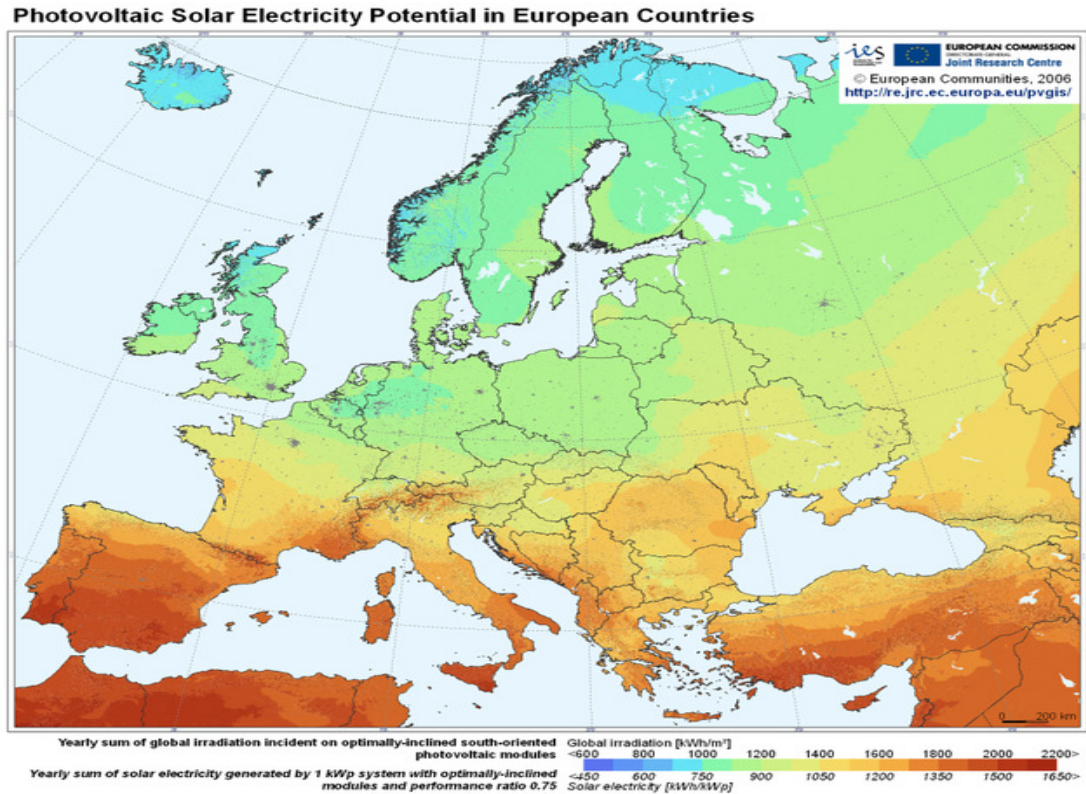 Photovoltaic Solar Electricity Potential in European Countries
ies
EUROPEAN COMMISSION
DIRECTORATE-GENERAL
Joint Research Centre
© European Communities, 2006
http://re.jrc.ec.europa.eu/pvgis/
0 200 km
Yearly sum of global irradiation incident on optimally-inclined south-oriented
photovoltaic modules
Global irradiation [kWh/m²]
<600 800 1000 1200 1400 1600 1800 2000 2200>
Yearly sum of solar electricity generated by 1 kWp system with optimally-inclined
modules and performance ratio 0.75
<450 600 750 900 1050 1200 1350 1500 1650>
Solar electricity [kWh/kWp]